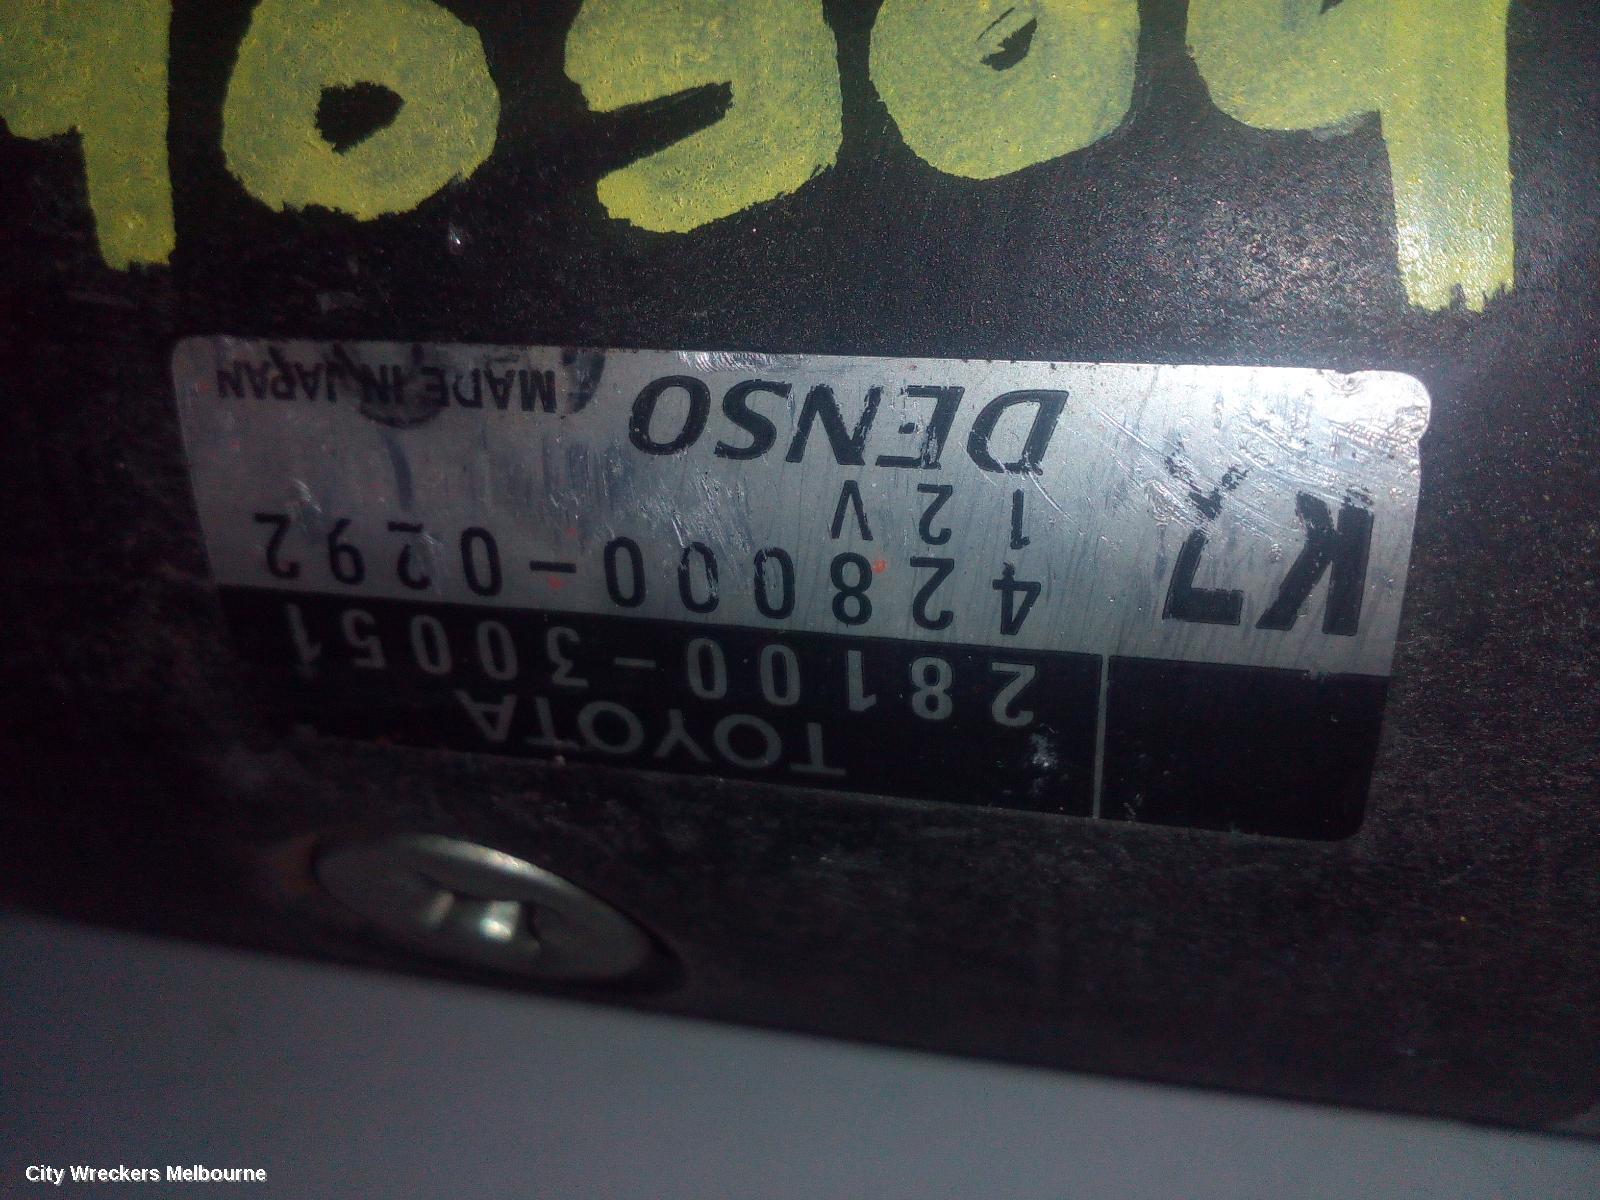 TOYOTA
28100-30051
K7 428000-0292
12V
DENSO MADE IN JAPAN
City Wreckers Melbourne